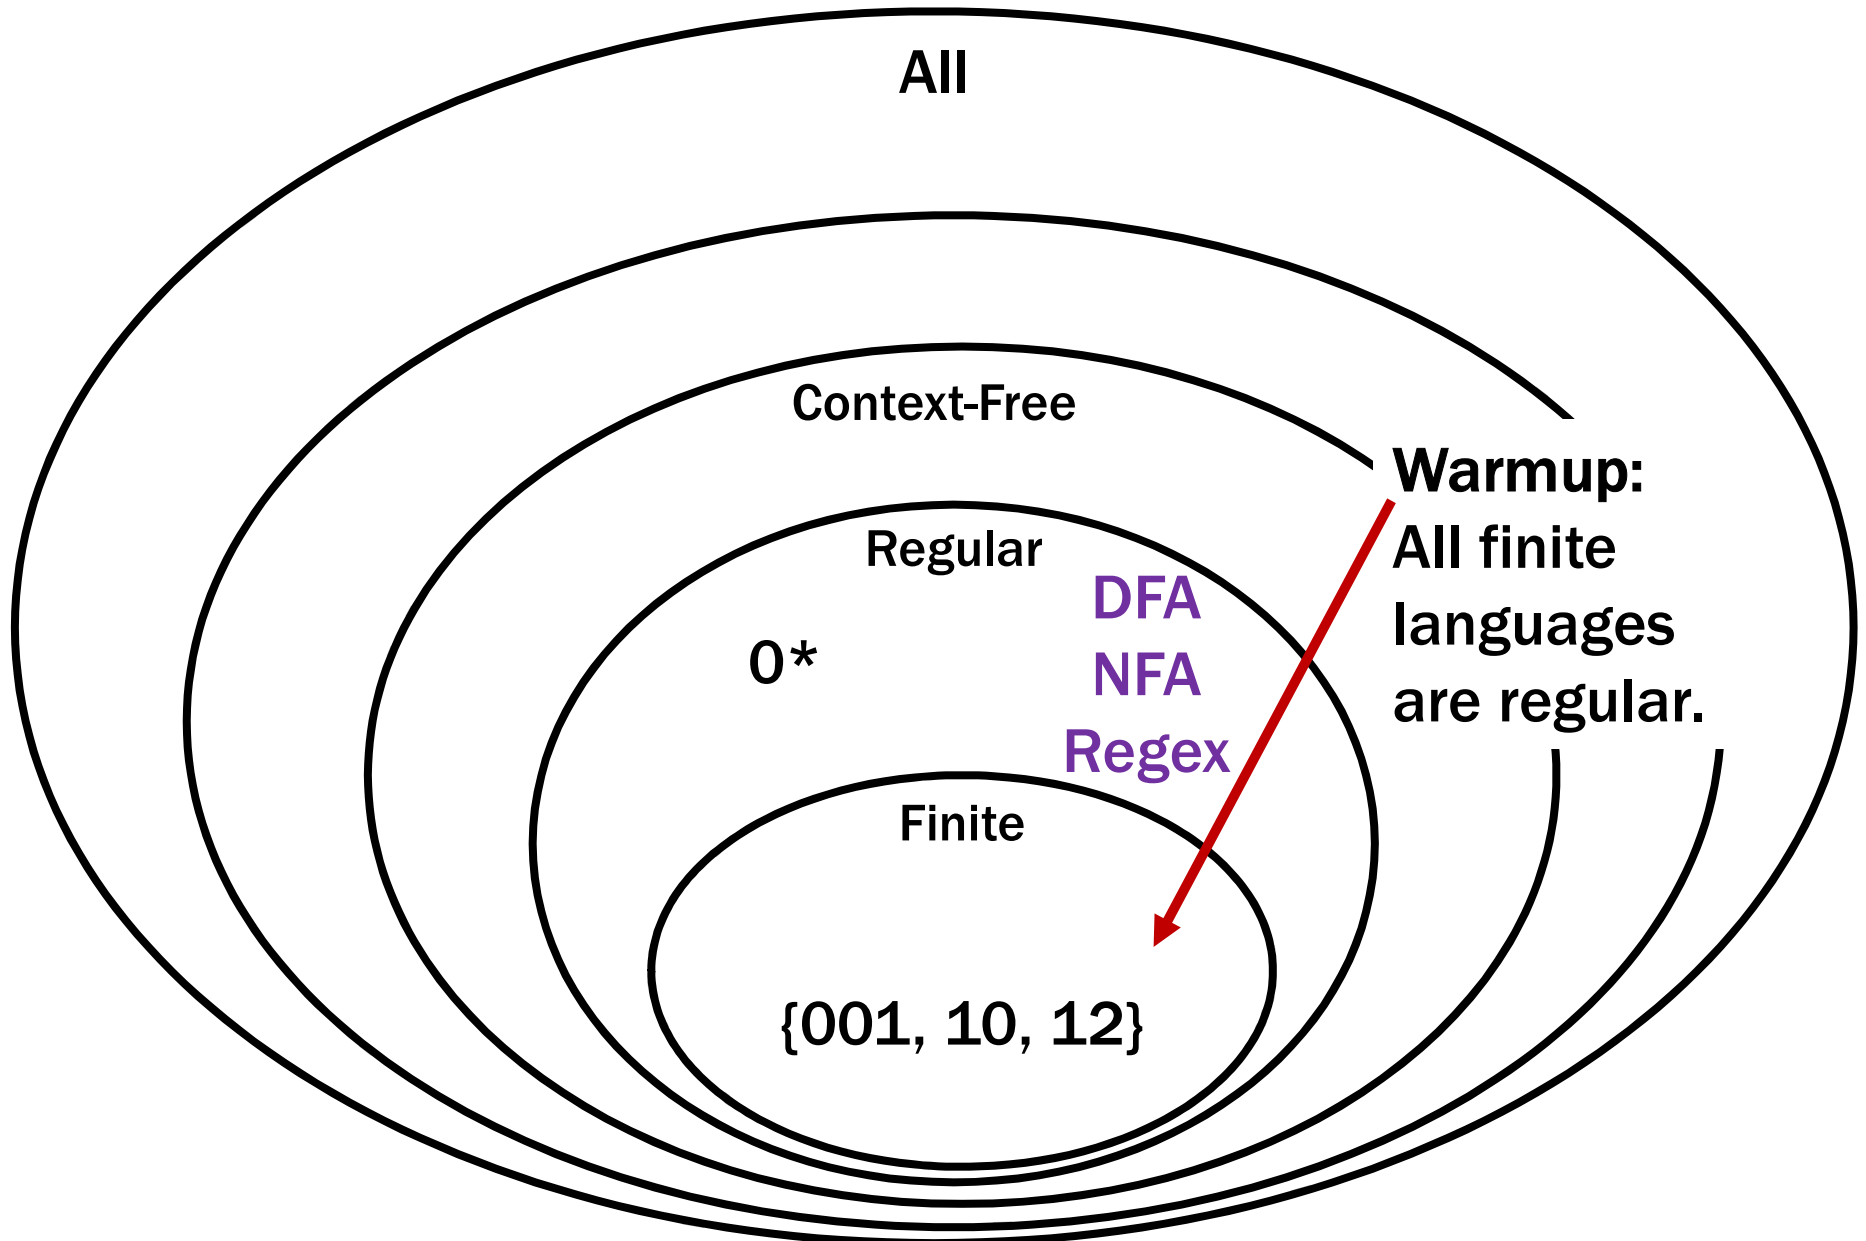 All
Context-Free
Warmup:
All finite
languages
are regular.
Regular
DFA
NFA
Regex
0*
Finite
{001, 10, 12}